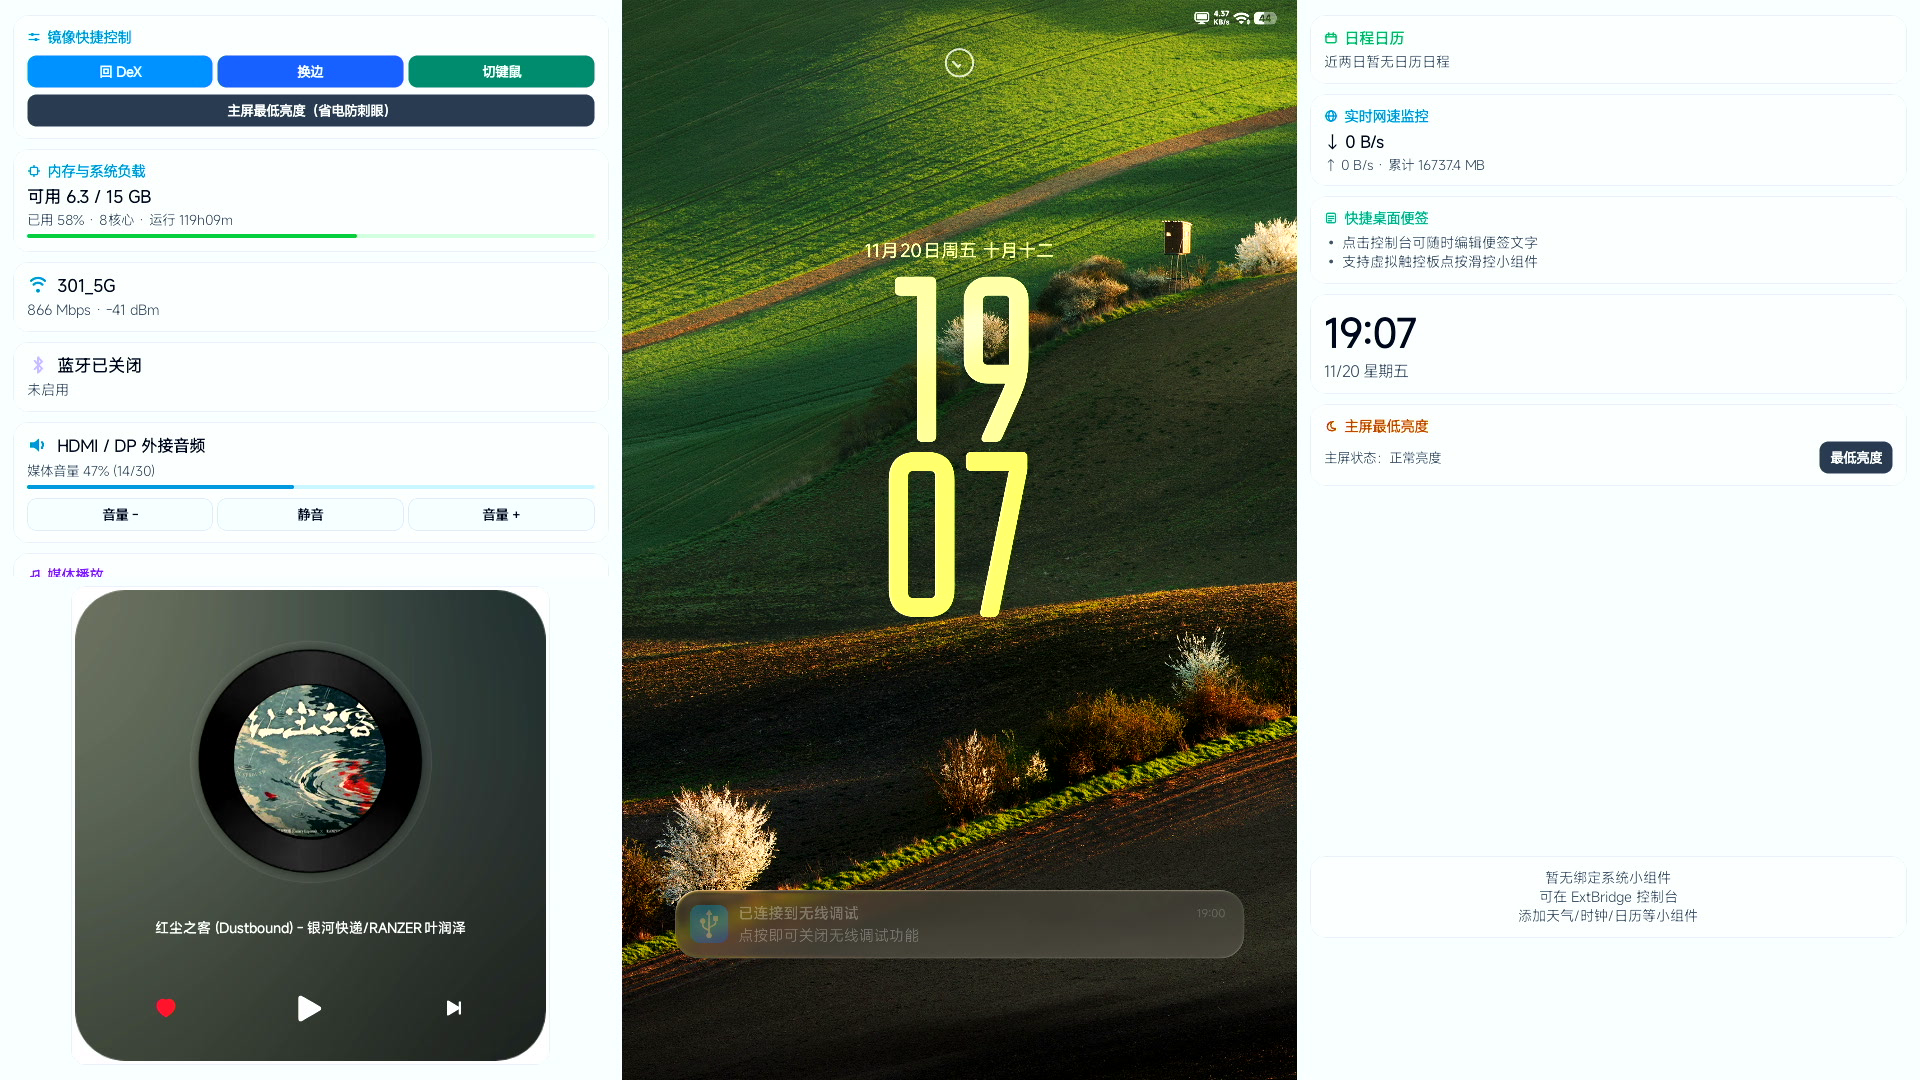 镜像快捷控制
回 DeX
换边
切键鼠
主屏最低亮度（省电防刺眼）
内存与系统负载
可用 6.3 / 15 GB
已用 58% · 8核心 · 运行 119h09m
301_5G
866 Mbps · -41 dBm
蓝牙已关闭
未启用
HDMI / DP 外接音频
媒体音量 47% (14/30)
音量 -
静音
音量 +
媒体播放
红尘之客
红尘之客 (Dustbound) - 银河快递/RANZER 叶润泽
4.37
KB/s
44
11月20日周五 十月十二
19
07
已连接到无线调试
19:00
点按即可关闭无线调试功能
日程日历
近两日暂无日历日程
实时网速监控
↓ 0 B/s
↑ 0 B/s · 累计 16737.4 MB
快捷桌面便签
• 点击控制台可随时编辑便签文字
• 支持虚拟触控板点按滑控小组件
19:07
11/20 星期五
主屏最低亮度
主屏状态：正常亮度
最低亮度
暂无绑定系统小组件
可在 ExtBridge 控制台
添加天气/时钟/日历等小组件